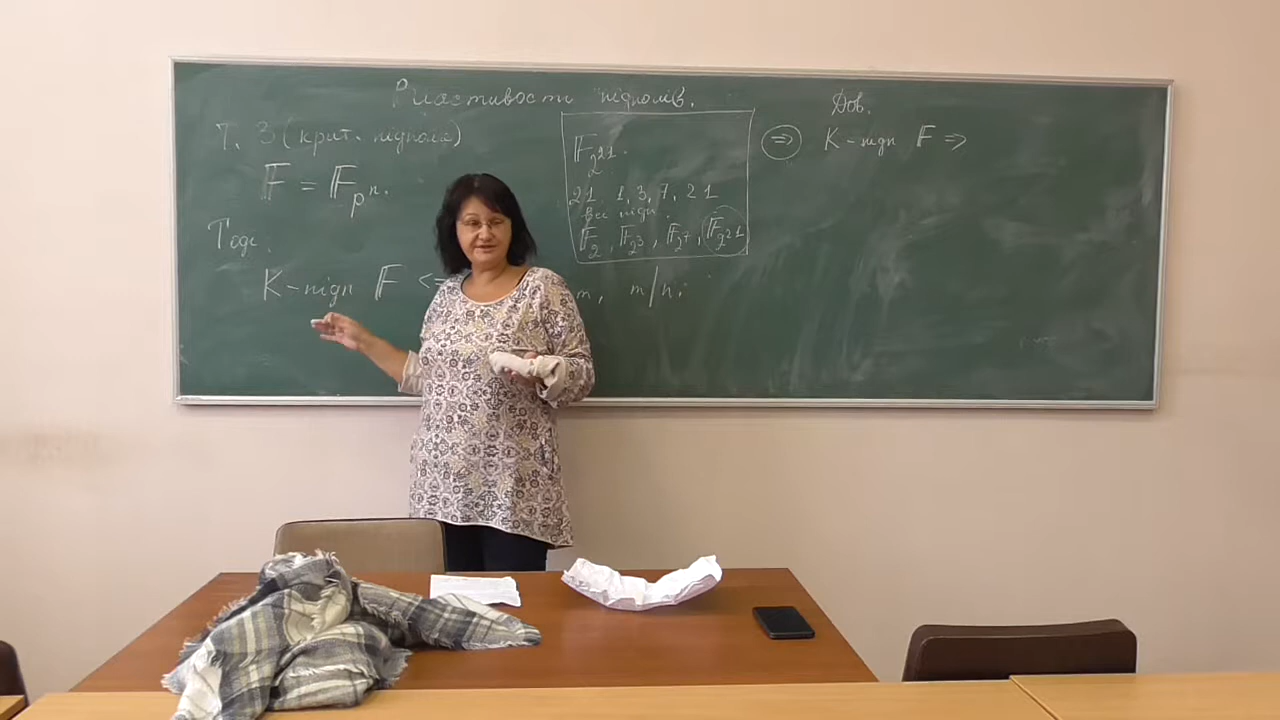 Властивості підполів.
Т. 3 (крит. підполя)
𝔽 = 𝔽_{pⁿ}.
Тоді.
K - підп 𝔽 <=
m, m/n.
𝔽_{2^{21}}.
21 1, 3, 7, 21
всі підп.
𝔽_2, 𝔽_{2^3}, 𝔽_{2^7}, 𝔽_{2^{21}}
Дов.
=> K - підп 𝔽 =>